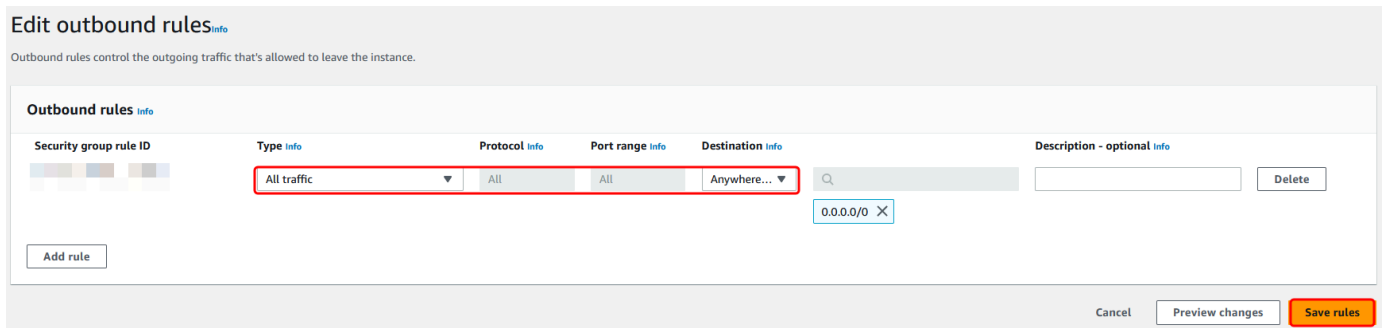 Edit outbound rules Info
Outbound rules control the outgoing traffic that's allowed to leave the instance.
Outbound rules Info
Security group rule ID Type Info Protocol Info Port range Info Destination Info Description - optional Info
All traffic All All Anywhere... Delete
0.0.0.0/0
Add rule
Cancel Preview changes Save rules